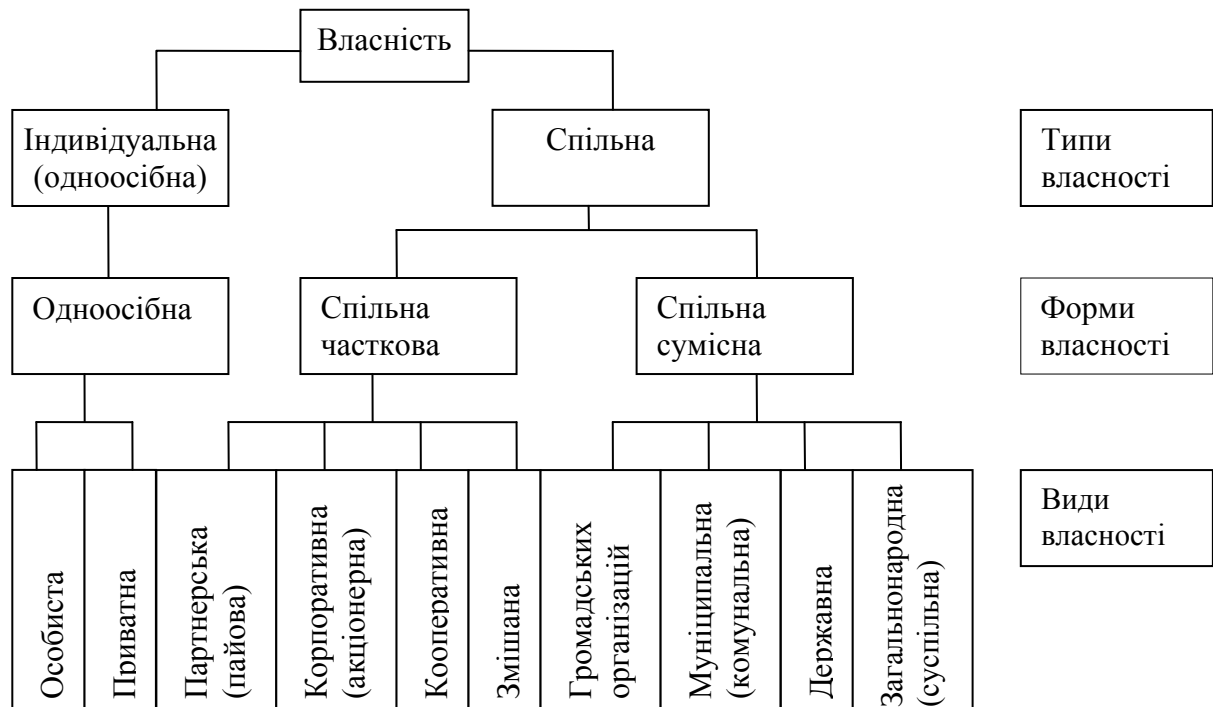 Власність
Індивідуальна
(одноосібна)
Спільна
Типи
власності
Одноосібна
Спільна
часткова
Спільна
сумісна
Форми
власності
Особиста
Приватна
Партнерська
(пайова)
Корпоративна
(акціонерна)
Кооперативна
Змішана
Громадських
організацій
Муніципальна
(комунальна)
Державна
Загальнонародна
(суспільна)
Види
власності